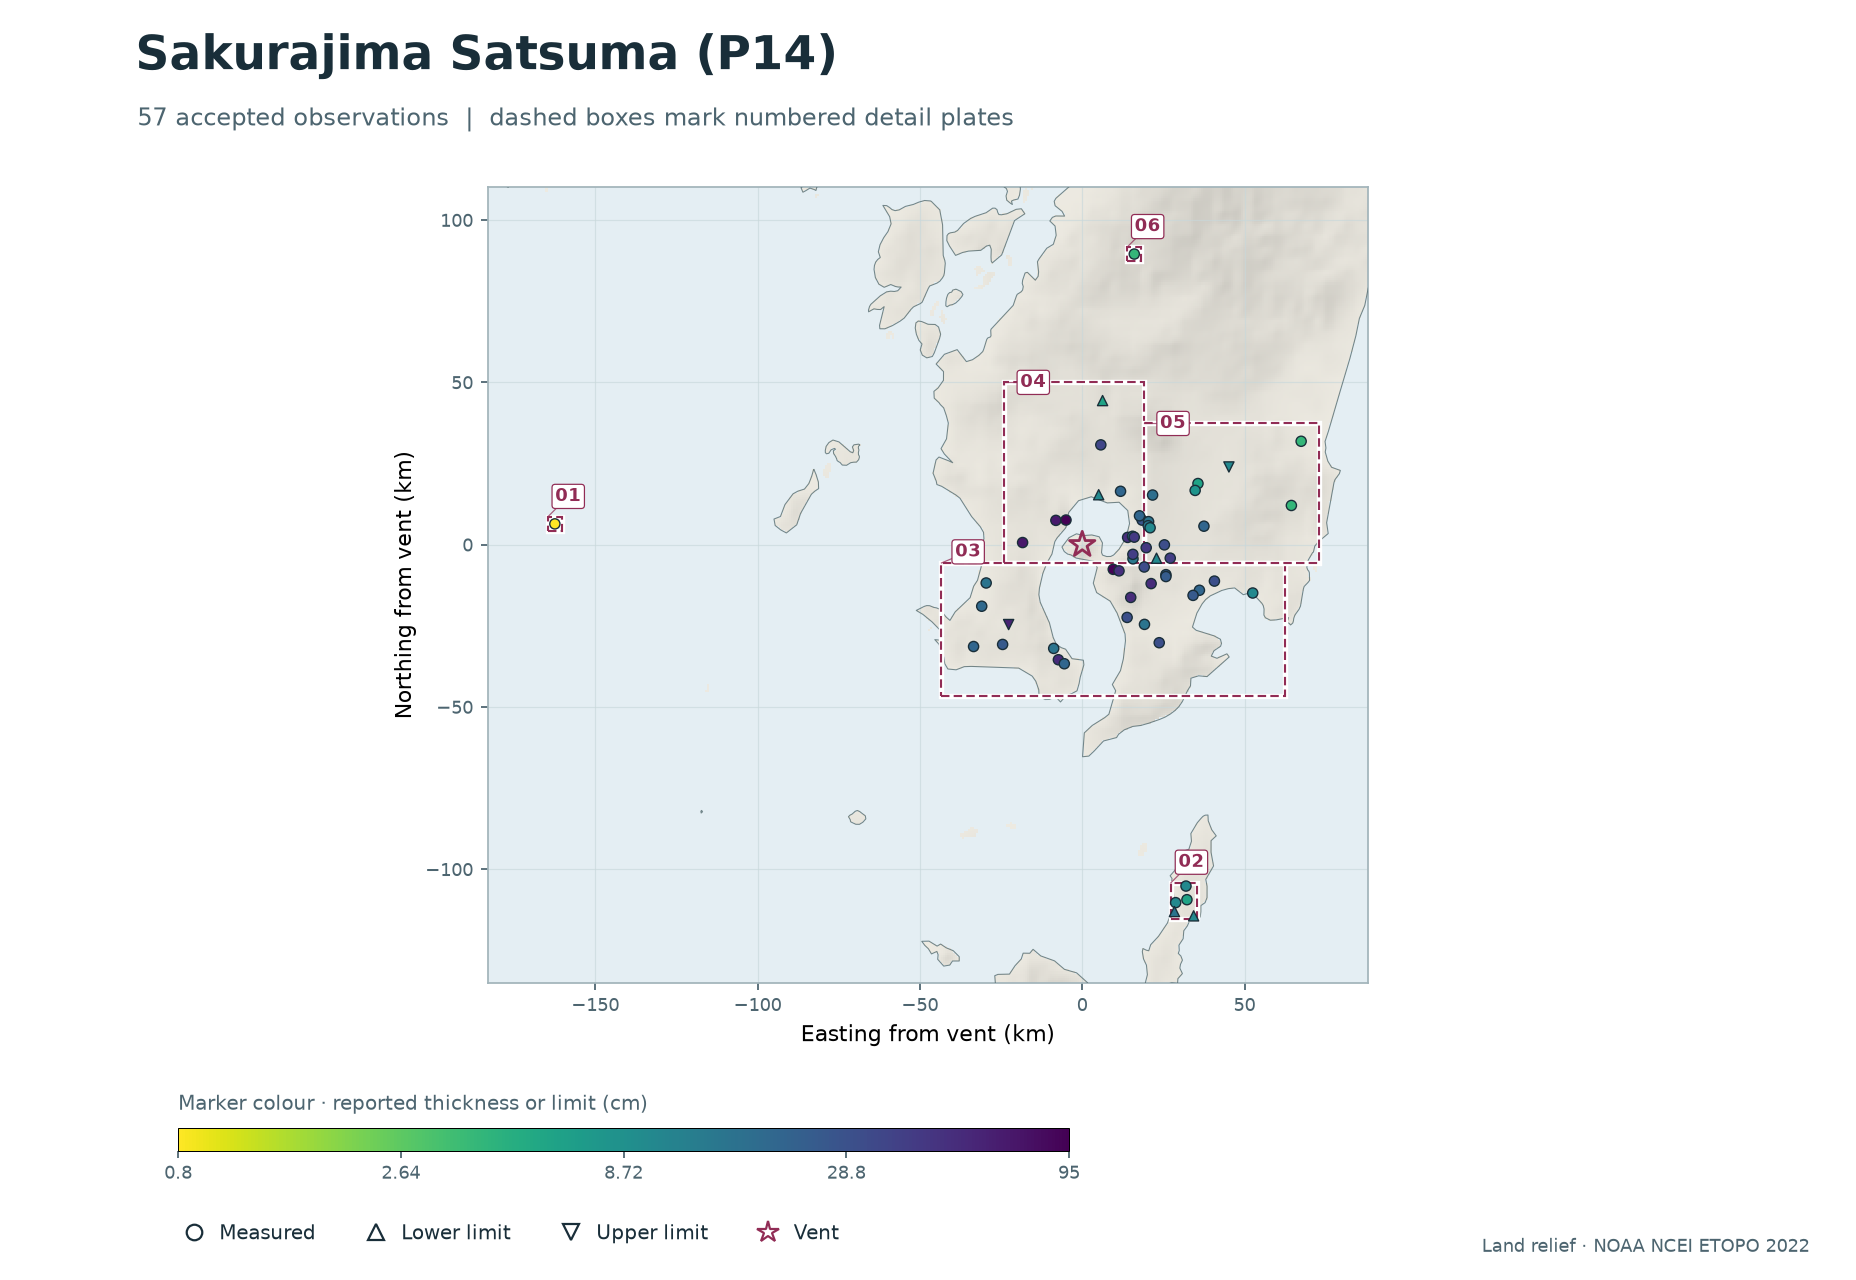 Sakurajima Satsuma (P14)
57 accepted observations | dashed boxes mark numbered detail plates
100
50
0
−50
−100
Northing from vent (km)
06
04
05
01
03
02
−150
−100
−50
0
50
Easting from vent (km)
Marker colour · reported thickness or limit (cm)
0.8
2.64
8.72
28.8
95
Measured
Lower limit
Upper limit
Vent
Land relief · NOAA NCEI ETOPO 2022